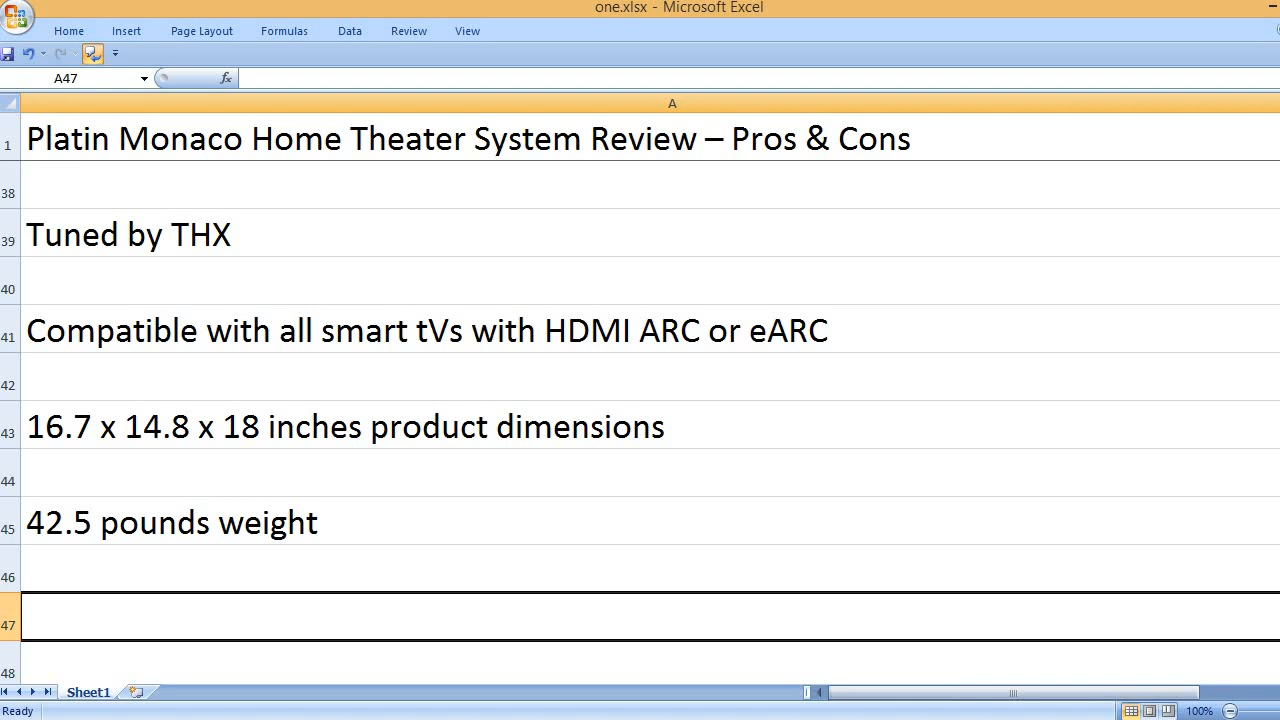 one.xlsx - Microsoft Excel
Home Insert Page Layout Formulas Data Review View
A47 fx
A
1 Platin Monaco Home Theater System Review – Pros & Cons
38
39 Tuned by THX
40
41 Compatible with all smart tVs with HDMI ARC or eARC
42
43 16.7 x 14.8 x 18 inches product dimensions
44
45 42.5 pounds weight
46
47
48
Sheet1
Ready 100%